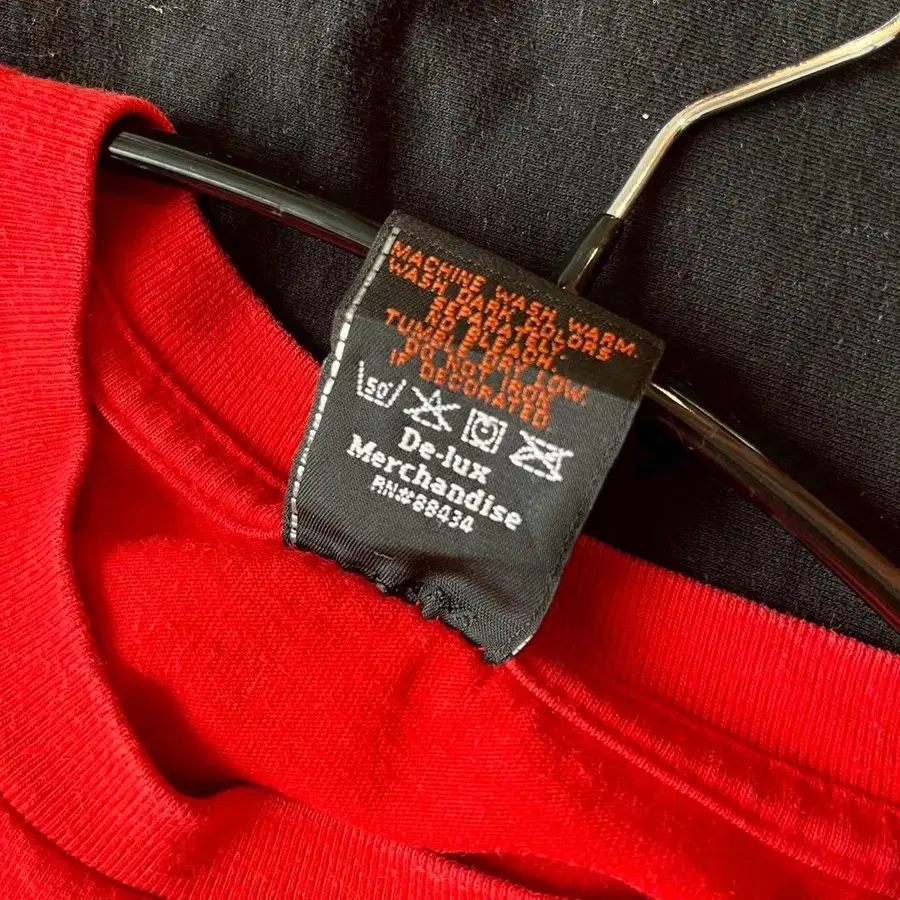 MACHINE WASH WARM.
WASH DARK COLORS
SEPARATELY.
NO BLEACH.
TUMBLE DRY LOW.
DO NOT IRON
IF DECORATED.
50°
De-lux
Merchandise
RN#88434